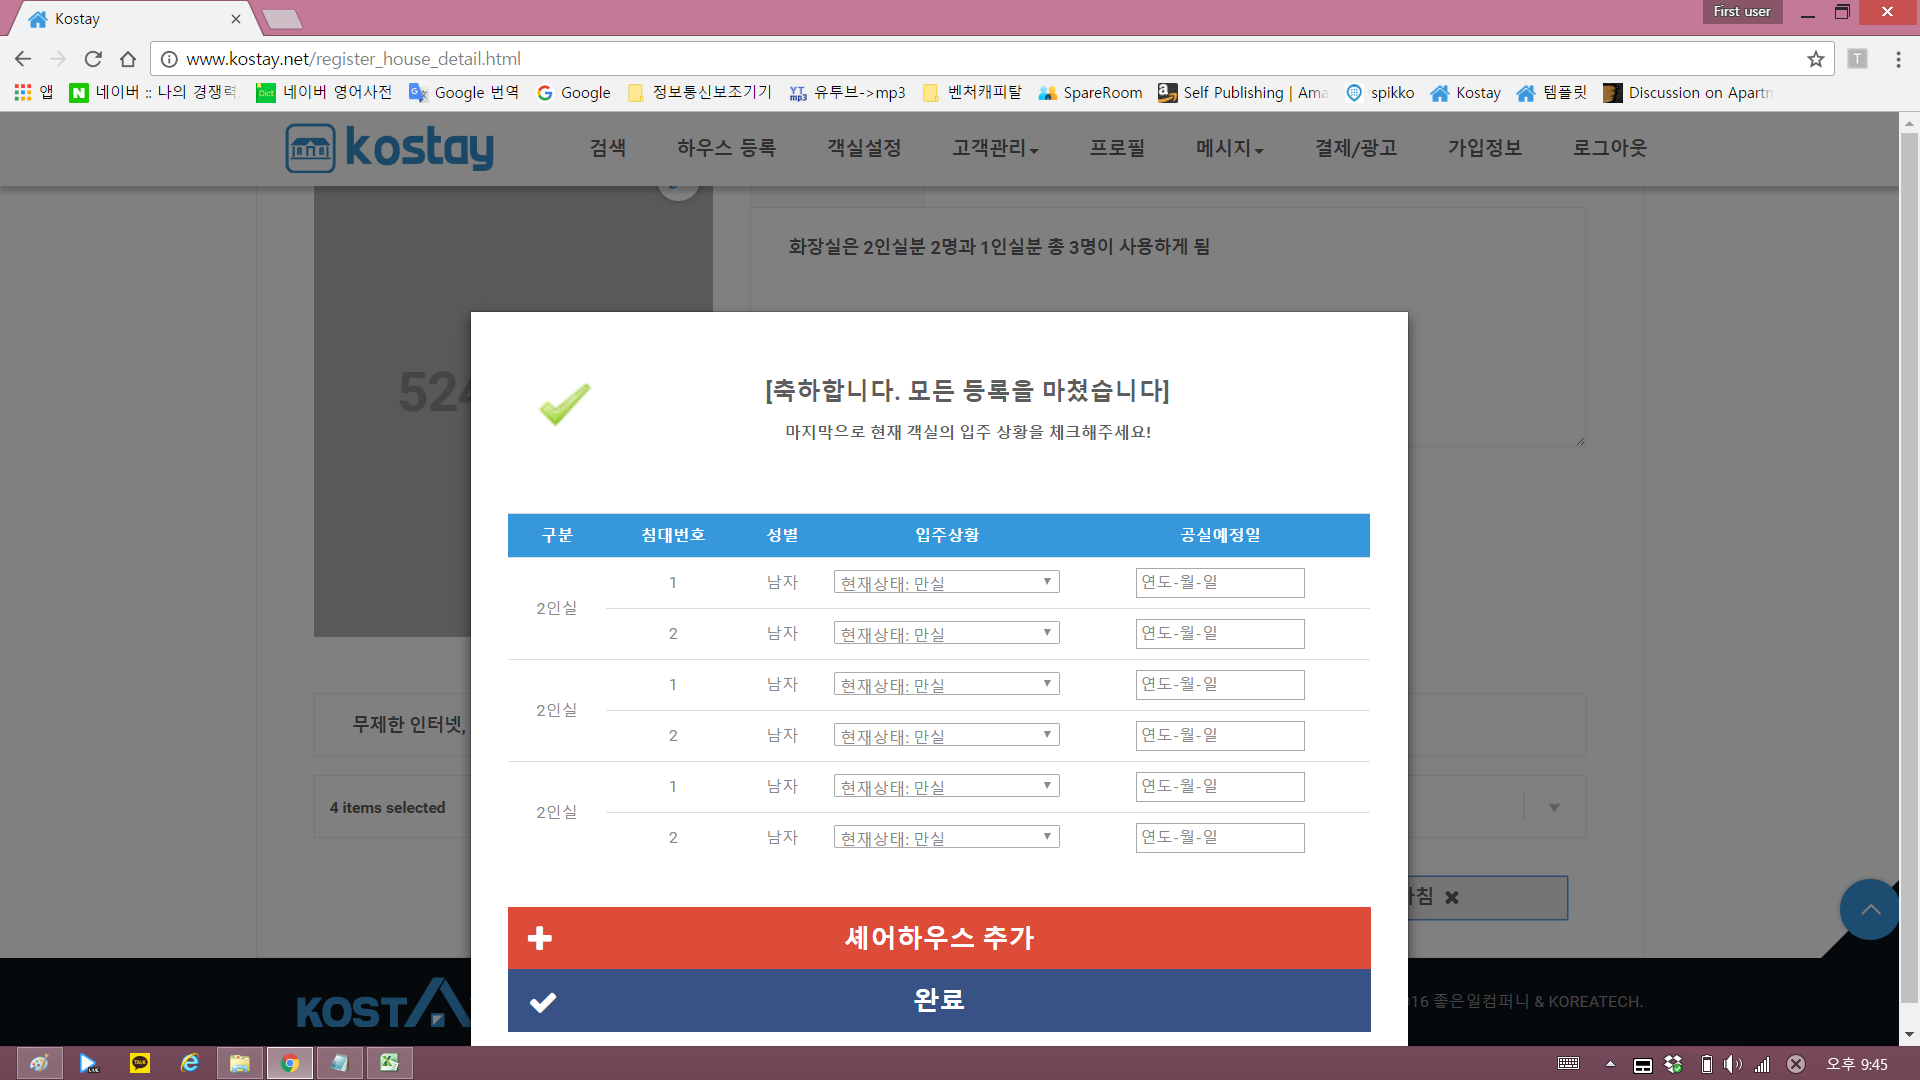 Kostay
First user
www.kostay.net/register_house_detail.html
T
앱
네이버 :: 나의 경쟁력
네이버 영어사전
Google 번역
Google
정보통신보조기기
유투브->mp3
벤처캐피탈
SpareRoom
Self Publishing | Ama
spikko
Kostay
템플릿
Discussion on Apartm
kostay
검색
하우스 등록
객실설정
고객관리
프로필
메시지
결제/광고
가입정보
로그아웃
화장실은 2인실분 2명과 1인실분 총 3명이 사용하게 됨
524
[축하합니다. 모든 등록을 마쳤습니다]
마지막으로 현재 객실의 입주 상황을 체크해주세요!
구분 침대번호 성별 입주상황 공실예정일
2인실
1 남자 현재상태: 만실 연도-월-일
2 남자 현재상태: 만실 연도-월-일
2인실
1 남자 현재상태: 만실 연도-월-일
2 남자 현재상태: 만실 연도-월-일
2인실
1 남자 현재상태: 만실 연도-월-일
2 남자 현재상태: 만실 연도-월-일
무제한 인터넷,
4 items selected
셰어하우스 추가
완료
KOSTA
16 좋은일컴퍼니 & KOREATECH.
오후 9:45